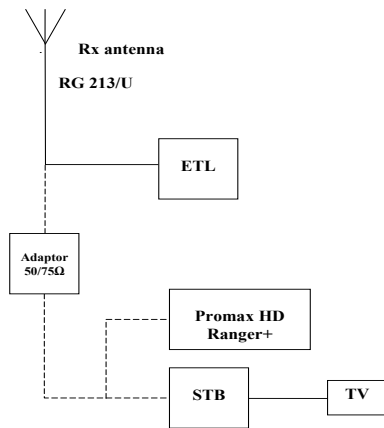 Rx antenna
RG 213/U
ETL
Adaptor
50/75Ω
Promax HD
Ranger+
STB
TV